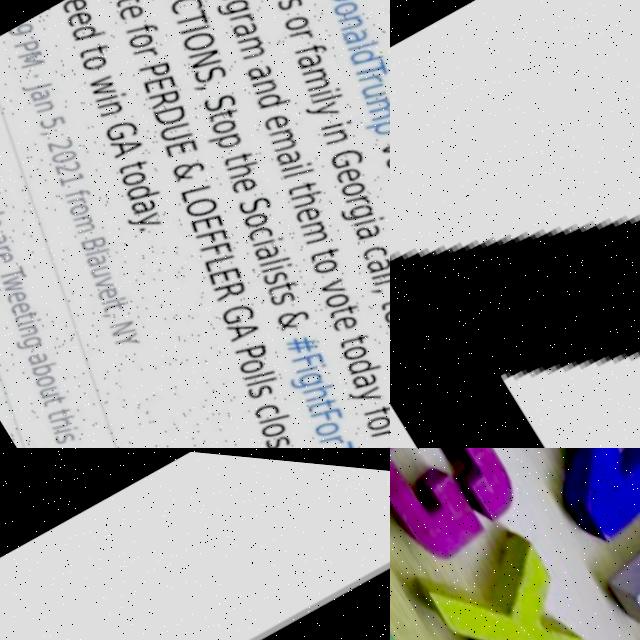 onaldTrump
s or family in Georgia, cal
gram and email them to vote today for
CTIONS, Stop the Socialists & #FightFor
te for PERDUE & LOEFFLER GA Polls clos
eed to win GA today.
9 PM · Jan 5, 2021 from Blauvelt, NY
le Tweeting about this